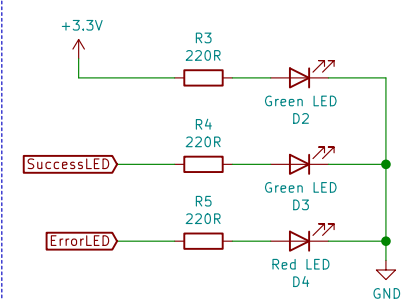 +3.3V
R3
220R
Green LED
D2
R4
220R
SuccessLED
Green LED
D3
R5
220R
ErrorLED
Red LED
D4
GND